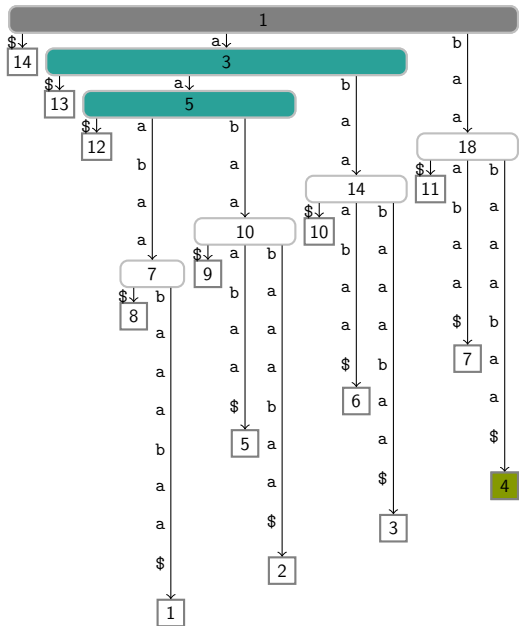 1
$ a b
14 3
$ a b a
13 5
$ a b a a
12 18
b a a $ a b
14 11
a a $ a b b a
10 10
a $ a b b a a a
7 9
$ b b a a a a a
8
a a a a a $ b
7
a a a $ b a
6
a $ b a a
5
b a a $
4
a a $
3
a $
2
$
1